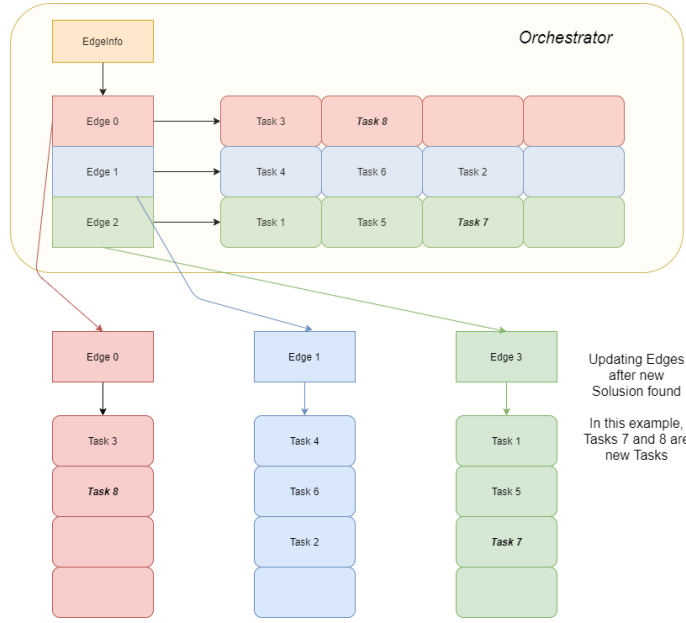 EdgeInfo
Orchestrator
Edge 0
Task 3
Task 8
Edge 1
Task 4
Task 6
Task 2
Edge 2
Task 1
Task 5
Task 7
Edge 0
Edge 1
Edge 3
Task 3
Task 8
Task 4
Task 6
Task 2
Task 1
Task 5
Task 7
Updating Edges
after new
Solusion found
In this example,
Tasks 7 and 8 are
new Tasks